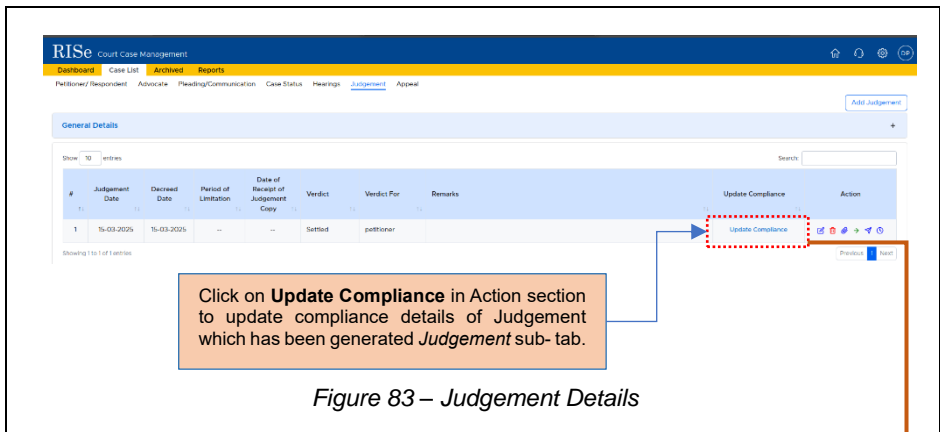 RISe Court Case Management
DP
Dashboard Case List Archived Reports
Petitioner/ Respondent Advocate Pleading/Communication Case Status Hearings Judgement Appeal
Add Judgement
General Details +
Show 10 entries Search:
# Judgement Date Decreed Date Period of Limitation Date of Receipt of Judgement Copy Verdict Verdict For Remarks Update Compliance Action
1 15-03-2025 15-03-2025 -- -- Settled petitioner Update Compliance
Showing 1 to 1 of 1 entries Previous 1 Next
Click on Update Compliance in Action section
to update compliance details of Judgement
which has been generated Judgement sub- tab.
Figure 83 – Judgement Details